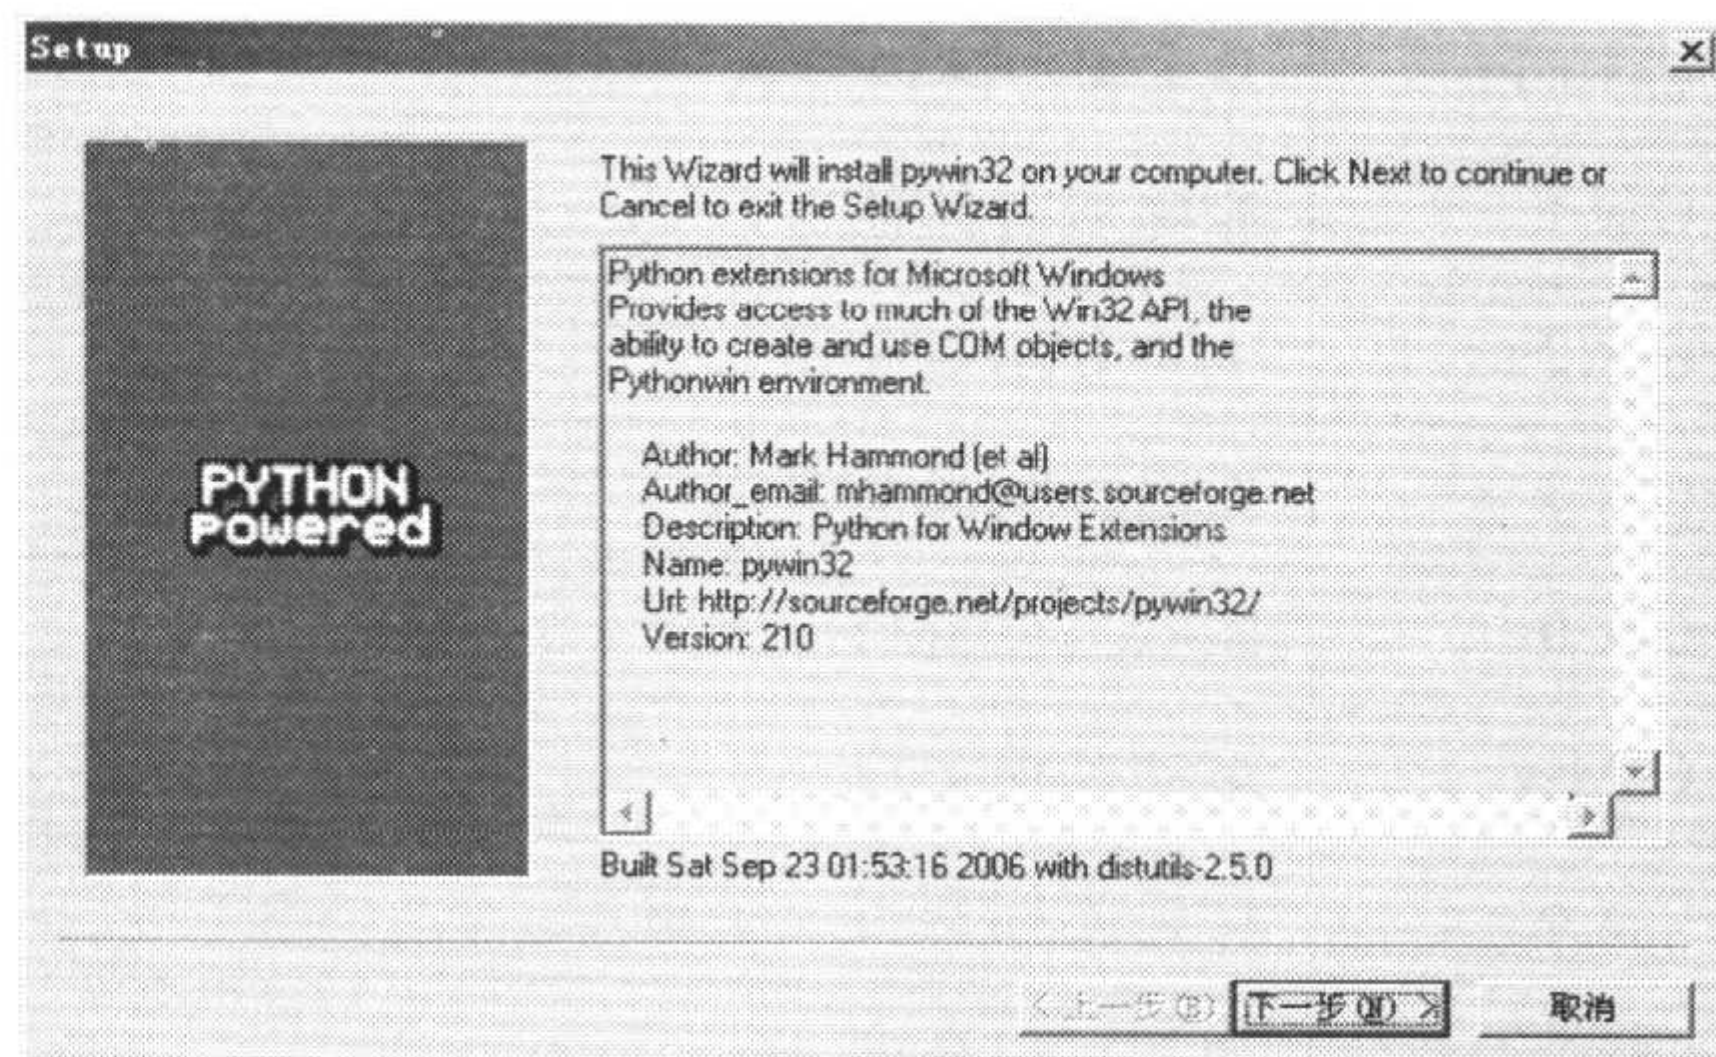 Setup
This Wizard will install pywin32 on your computer. Click Next to continue or
Cancel to exit the Setup Wizard.
Python extensions for Microsoft Windows
Provides access to much of the Win32 API, the
ability to create and use COM objects, and the
Pythonwin environment.
Author: Mark Hammond (et al)
Author_email: mhammond@users.sourceforge.net
Description: Python for Window Extensions
Name: pywin32
Url: http://sourceforge.net/projects/pywin32/
Version: 210
PYTHON
powered
Built Sat Sep 23 01:53:16 2006 with distutils-2.5.0
< 上一步(B) 下一步(N) > 取消